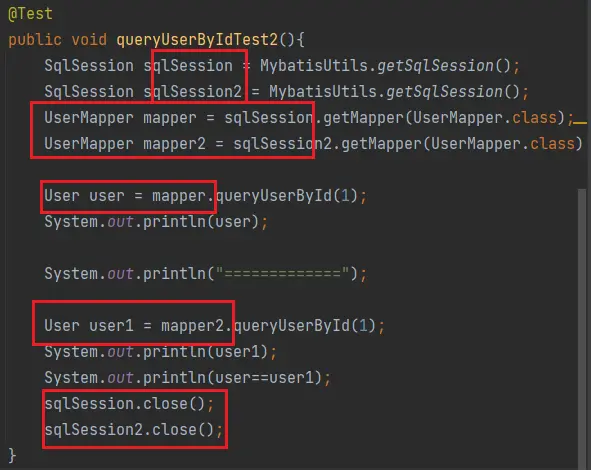 @Test
public void queryUserByIdTest2(){
SqlSession sqlSession = MybatisUtils.getSqlSession();
SqlSession sqlSession2 = MybatisUtils.getSqlSession();
UserMapper mapper = sqlSession.getMapper(UserMapper.class);
UserMapper mapper2 = sqlSession2.getMapper(UserMapper.class)
User user = mapper.queryUserById(1);
System.out.println(user);
System.out.println("=============");
User user1 = mapper2.queryUserById(1);
System.out.println(user1);
System.out.println(user==user1);
sqlSession.close();
sqlSession2.close();
}